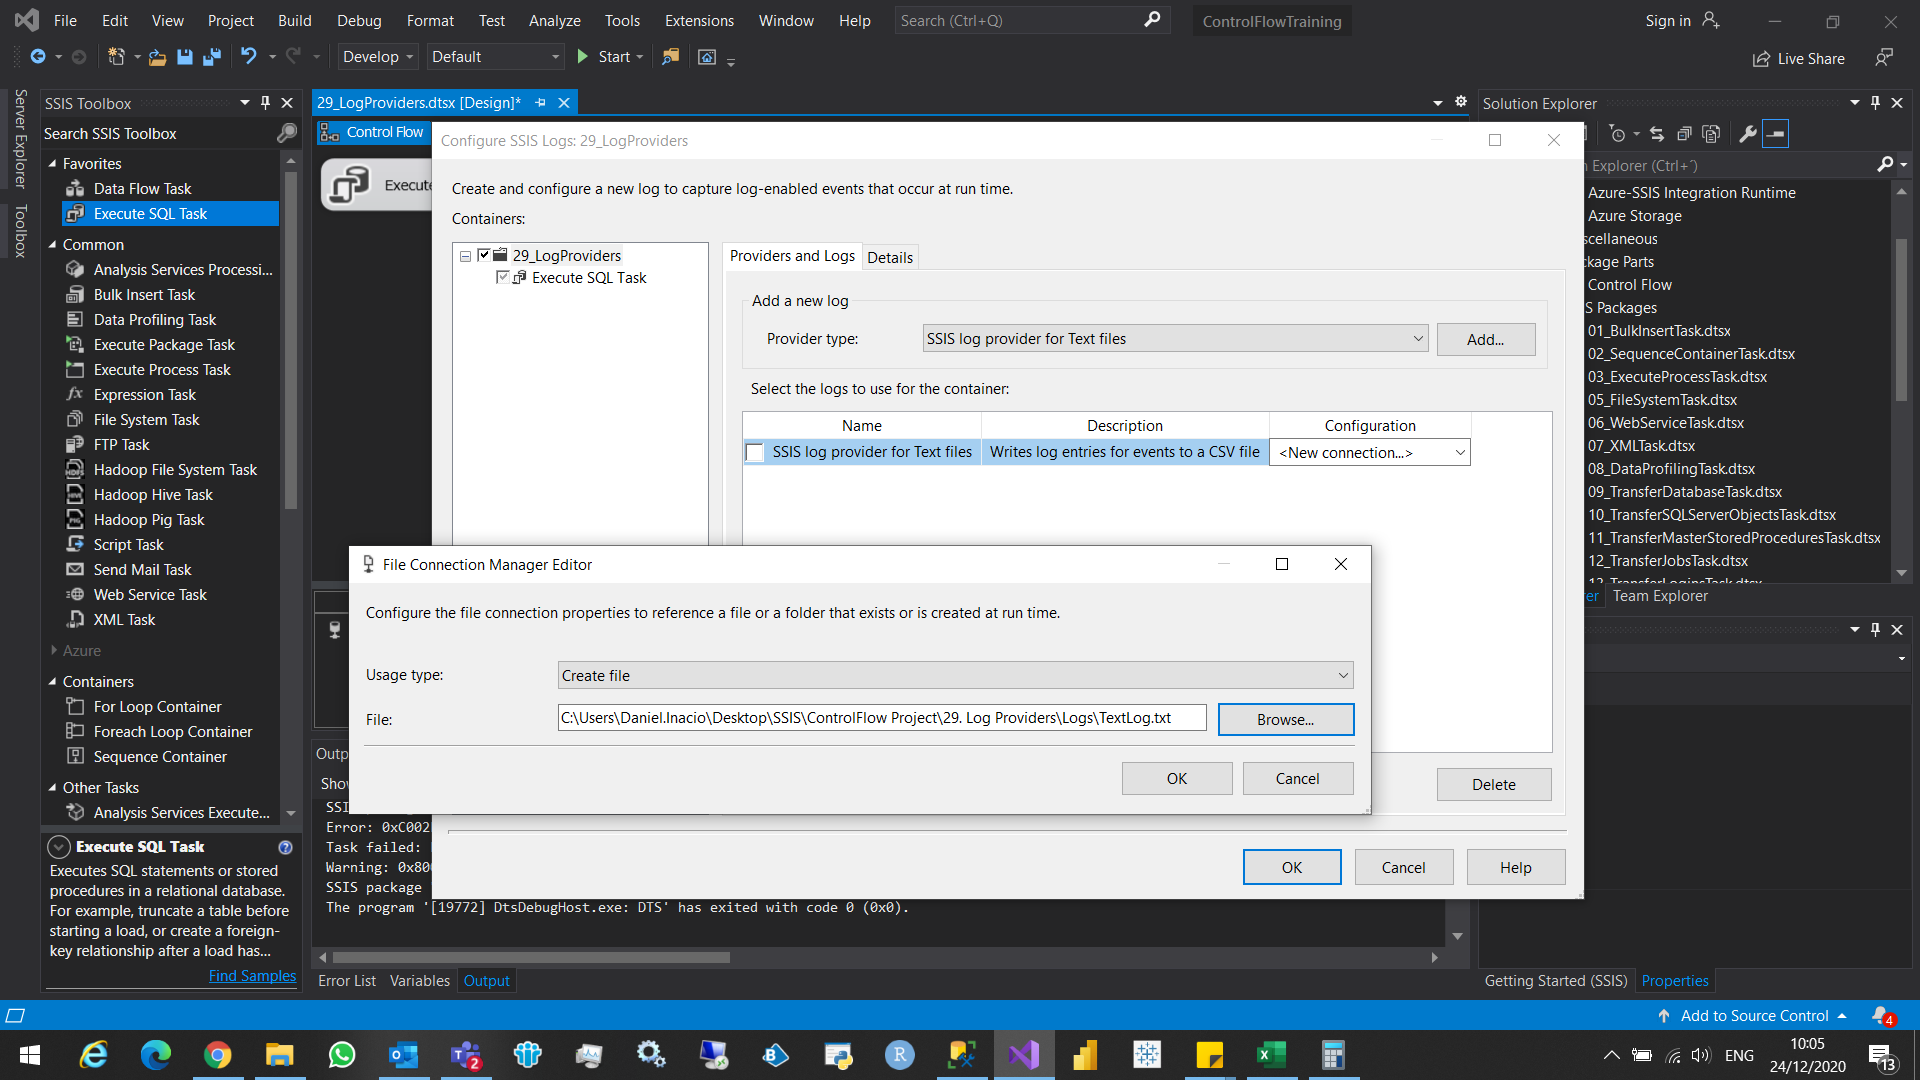 File Edit View Project Build Debug Format Test Analyze Tools Extensions Window Help Search (Ctrl+Q) ControlFlowTraining Sign in
Develop Default Start Live Share
Server Explorer
Toolbox
SSIS Toolbox
Search SSIS Toolbox
Favorites
Data Flow Task
Execute SQL Task
Common
Analysis Services Processi...
Bulk Insert Task
Data Profiling Task
Execute Package Task
Execute Process Task
Expression Task
File System Task
FTP Task
Hadoop File System Task
Hadoop Hive Task
Hadoop Pig Task
Script Task
Send Mail Task
Web Service Task
XML Task
Azure
Containers
For Loop Container
Foreach Loop Container
Sequence Container
Other Tasks
Analysis Services Execute...
Execute SQL Task
Executes SQL statements or stored
procedures in a relational database.
For example, truncate a table before
starting a load, or create a foreign-
key relationship after a load has...
Find Samples
29_LogProviders.dtsx [Design]*
Control Flow
Execute
Configure SSIS Logs: 29_LogProviders
Create and configure a new log to capture log-enabled events that occur at run time.
Containers:
29_LogProviders
Execute SQL Task
Providers and Logs Details
Add a new log
Provider type: SSIS log provider for Text files Add...
Select the logs to use for the container:
Name Description Configuration
SSIS log provider for Text files Writes log entries for events to a CSV file <New connection...>
Delete
OK Cancel Help
File Connection Manager Editor
Configure the file connection properties to reference a file or a folder that exists or is created at run time.
Usage type: Create file
File: C:\Users\Daniel.Inacio\Desktop\SSIS\ControlFlow Project\29. Log Providers\Logs\TextLog.txt Browse...
OK Cancel
Outp
Show
SSI
Error: 0xC002
Task failed:
Warning: 0x80
SSIS package
The program '[19772] DtsDebugHost.exe: DTS' has exited with code 0 (0x0).
Error List Variables Output
Solution Explorer
Explorer (Ctrl+´)
Azure-SSIS Integration Runtime
Azure Storage
scellaneous
kage Parts
Control Flow
S Packages
01_BulkInsertTask.dtsx
02_SequenceContainerTask.dtsx
03_ExecuteProcessTask.dtsx
05_FileSystemTask.dtsx
06_WebServiceTask.dtsx
07_XMLTask.dtsx
08_DataProfilingTask.dtsx
09_TransferDatabaseTask.dtsx
10_TransferSQLServerObjectsTask.dtsx
11_TransferMasterStoredProceduresTask.dtsx
12_TransferJobsTask.dtsx
er Team Explorer
Getting Started (SSIS) Properties
Add to Source Control 4
2
ENG
10:05
24/12/2020
13